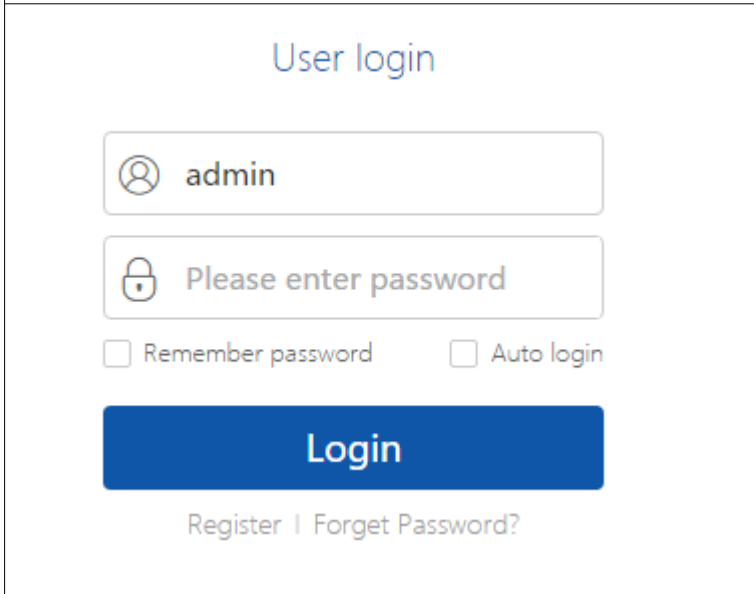 User login
admin
Please enter password
Remember password Auto login
Login
Register | Forget Password?